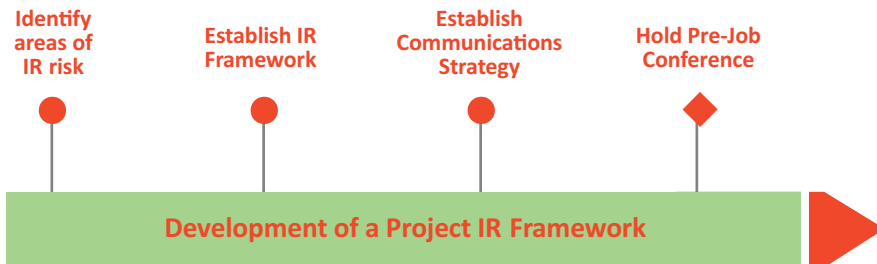 Identify
areas of
IR risk
Establish IR
Framework
Establish
Communications
Strategy
Hold Pre-Job
Conference
Development of a Project IR Framework